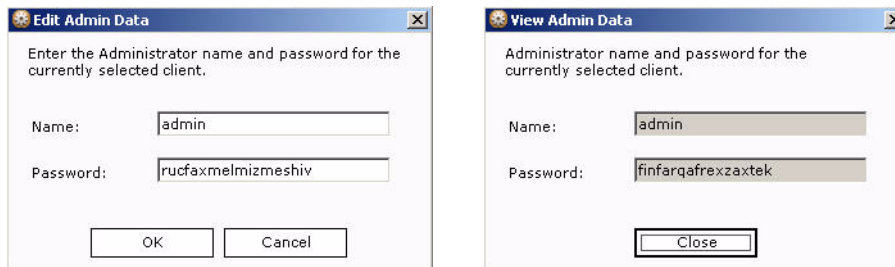 Edit Admin Data
Enter the Administrator name and password for the
currently selected client.
Name: admin
Password: rucfaxmelmizmeshiv
OK Cancel
View Admin Data
Administrator name and password for the
currently selected client.
Name: admin
Password: finfarqafrexzaxtek
Close